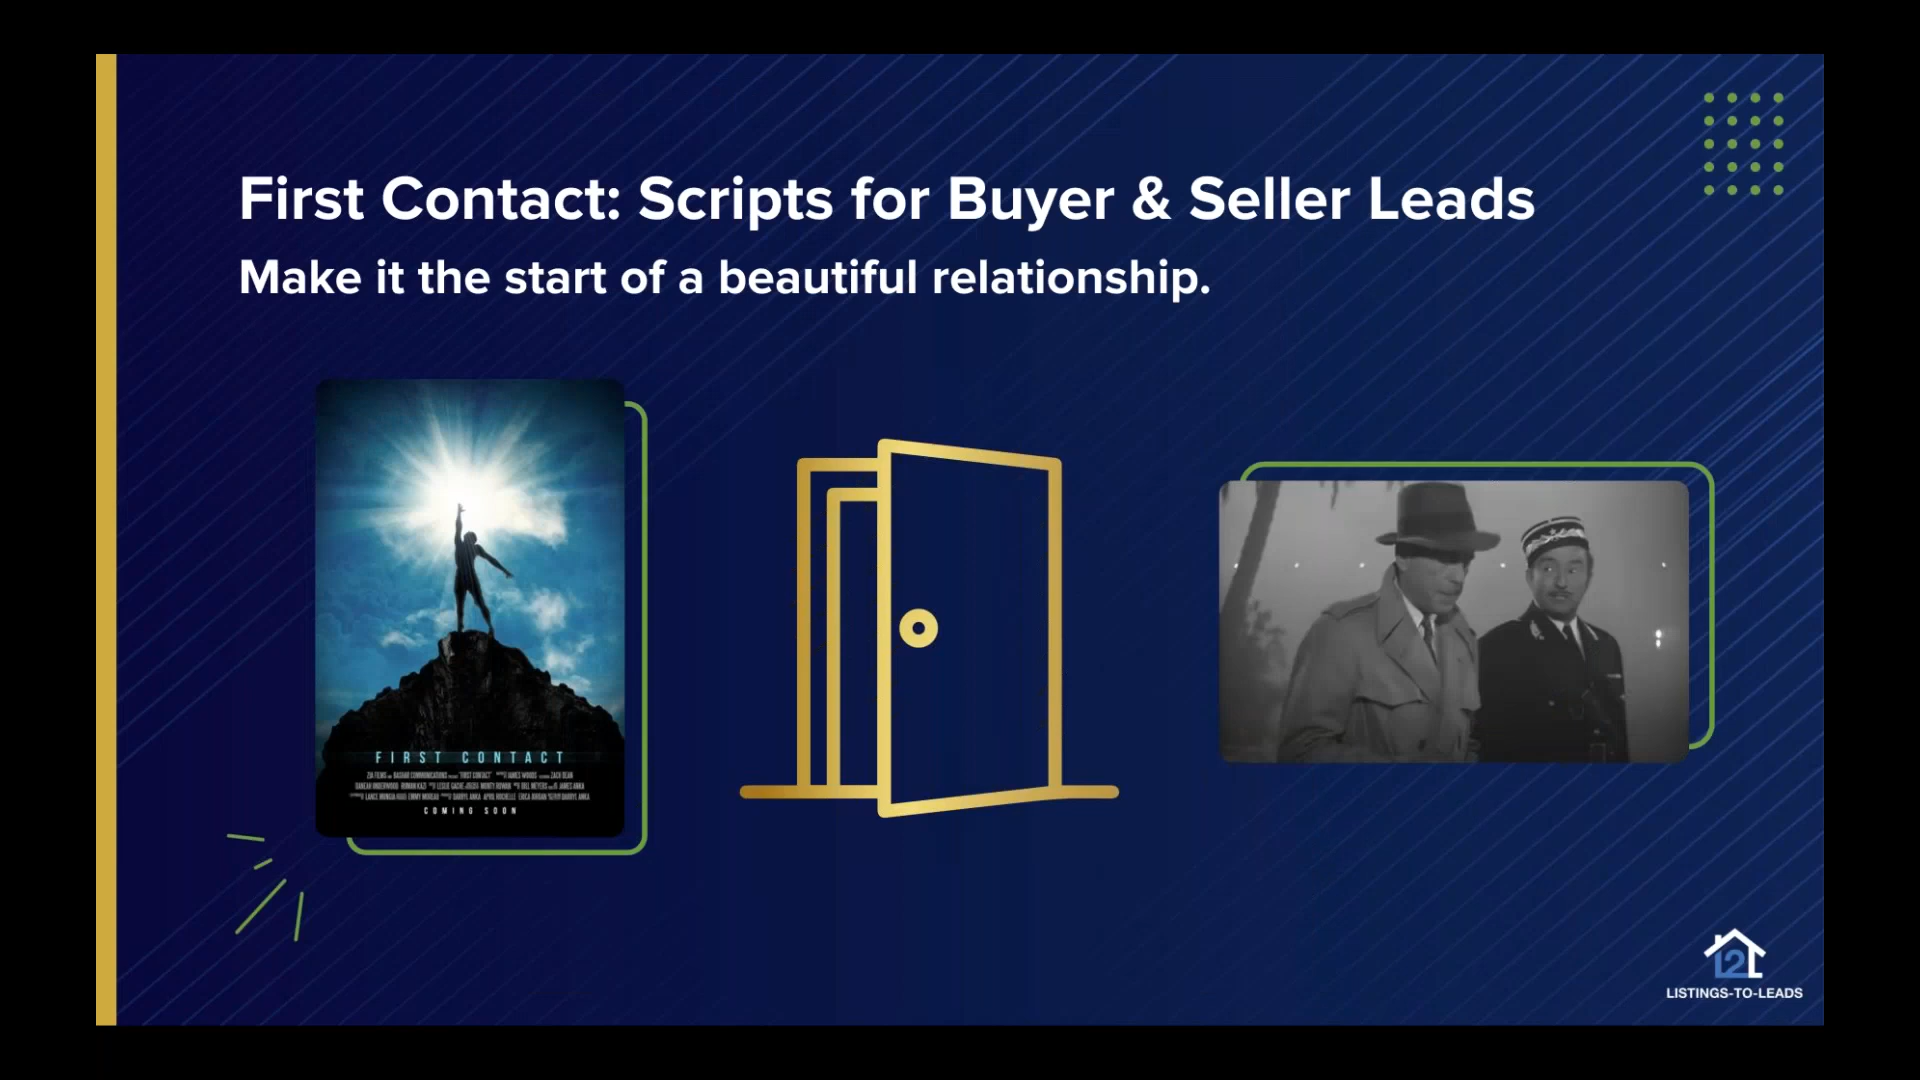 First Contact: Scripts for Buyer & Seller Leads
Make it the start of a beautiful relationship.
FIRST CONTACT
COMING SOON
L2L
LISTINGS-TO-LEADS